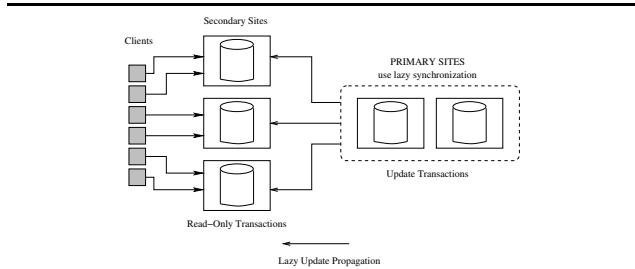 Secondary Sites
Clients
PRIMARY SITES
use lazy synchronization
Update Transactions
Read−Only Transactions
Lazy Update Propagation